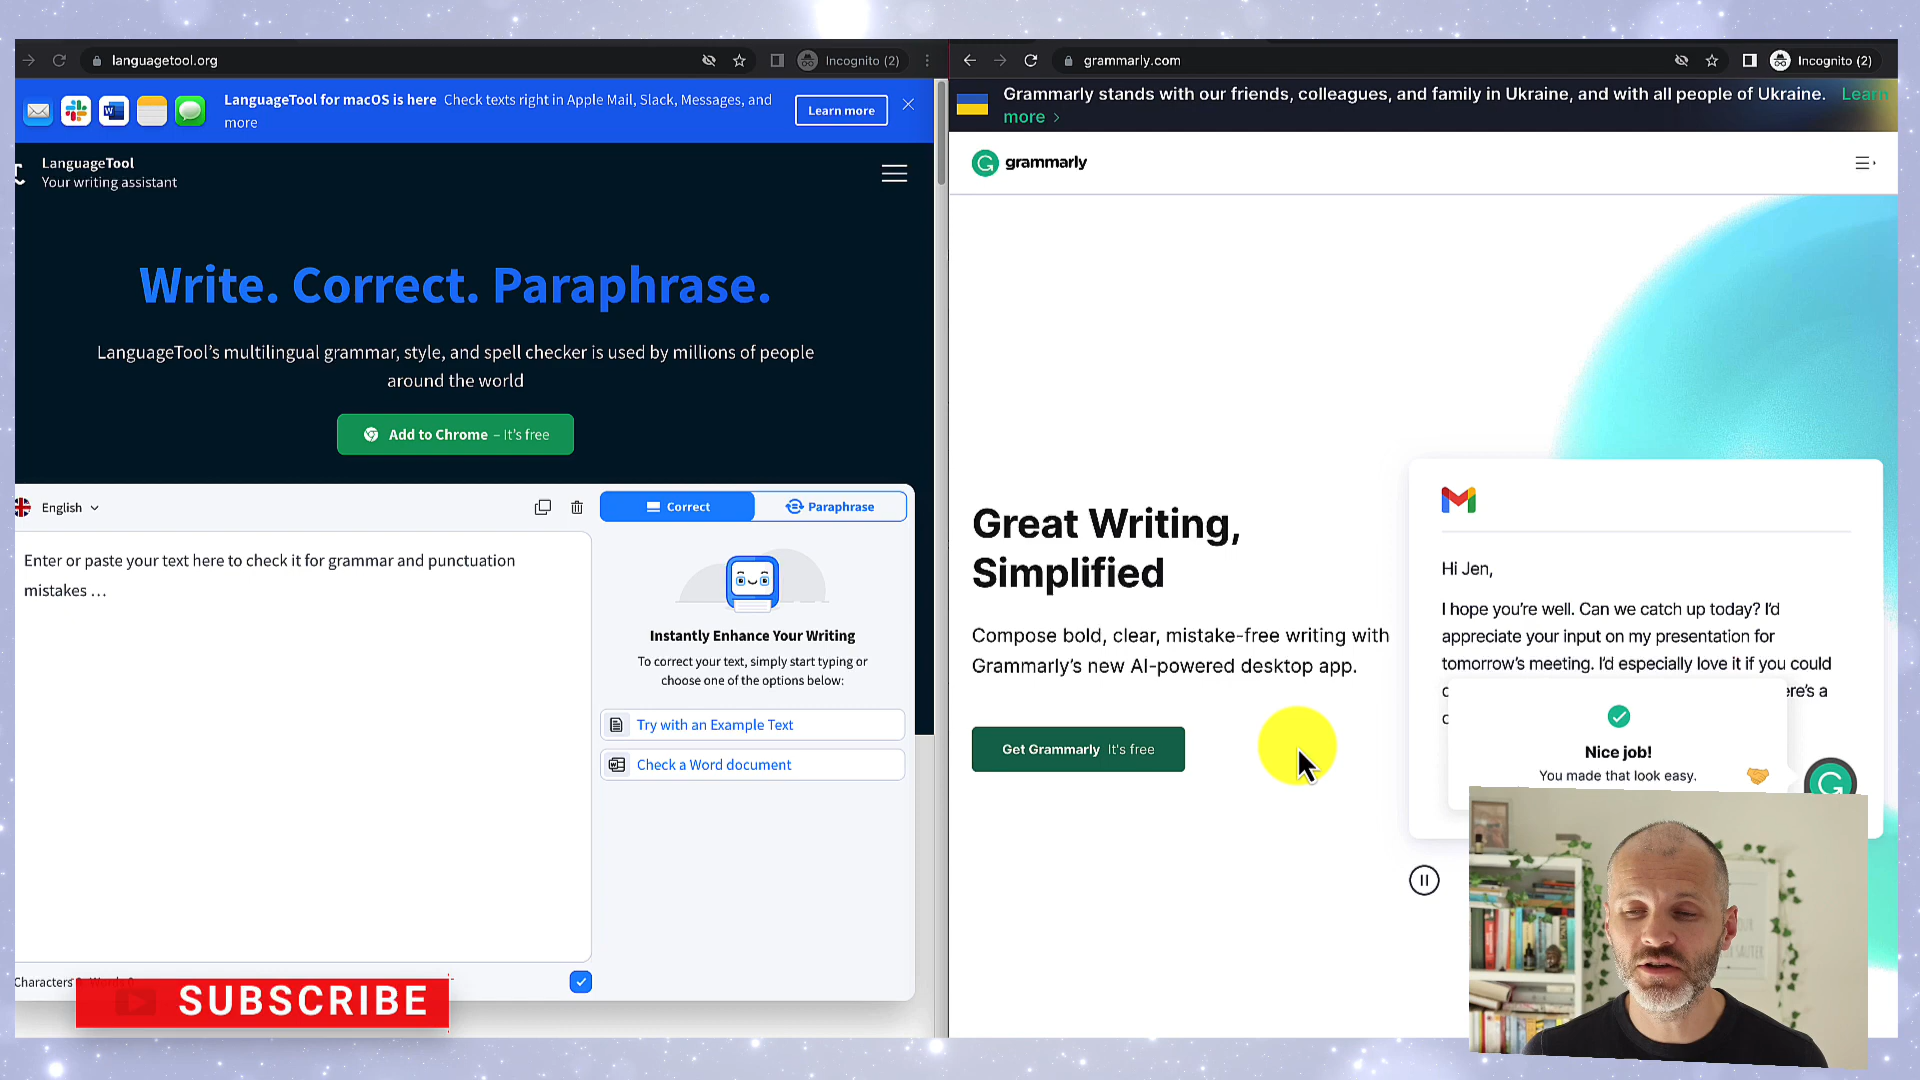 languagetool.org
Incognito (2)
LanguageTool for macOS is here Check texts right in Apple Mail, Slack, Messages, and
more
Learn more
LanguageTool
Your writing assistant
Write. Correct. Paraphrase.
LanguageTool's multilingual grammar, style, and spell checker is used by millions of people
around the world
Add to Chrome – It's free
English
Correct
Paraphrase
Enter or paste your text here to check it for grammar and punctuation
mistakes …
Instantly Enhance Your Writing
To correct your text, simply start typing or
choose one of the options below:
Try with an Example Text
Check a Word document
Characters
SUBSCRIBE
grammarly.com
Incognito (2)
Grammarly stands with our friends, colleagues, and family in Ukraine, and with all people of Ukraine. Learn
more >
grammarly
Great Writing,
Simplified
Compose bold, clear, mistake-free writing with
Grammarly's new AI-powered desktop app.
Get Grammarly It's free
Hi Jen,
I hope you're well. Can we catch up today? I'd
appreciate your input on my presentation for
tomorrow's meeting. I'd especially love it if you could
Nice job!
You made that look easy.